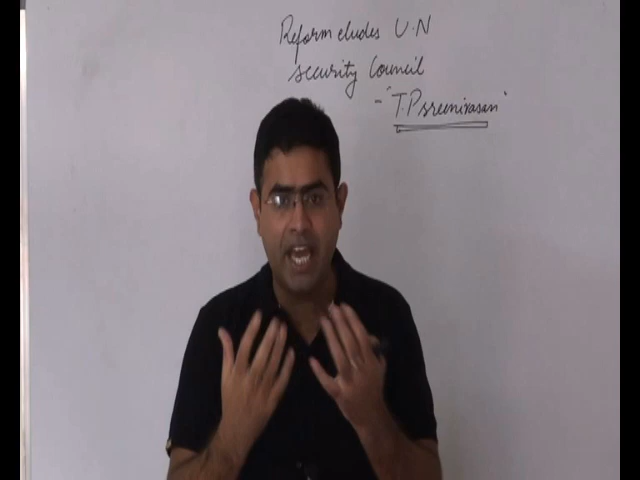 Reform eludes U.N
security Council
- "T.P sreenivasan"